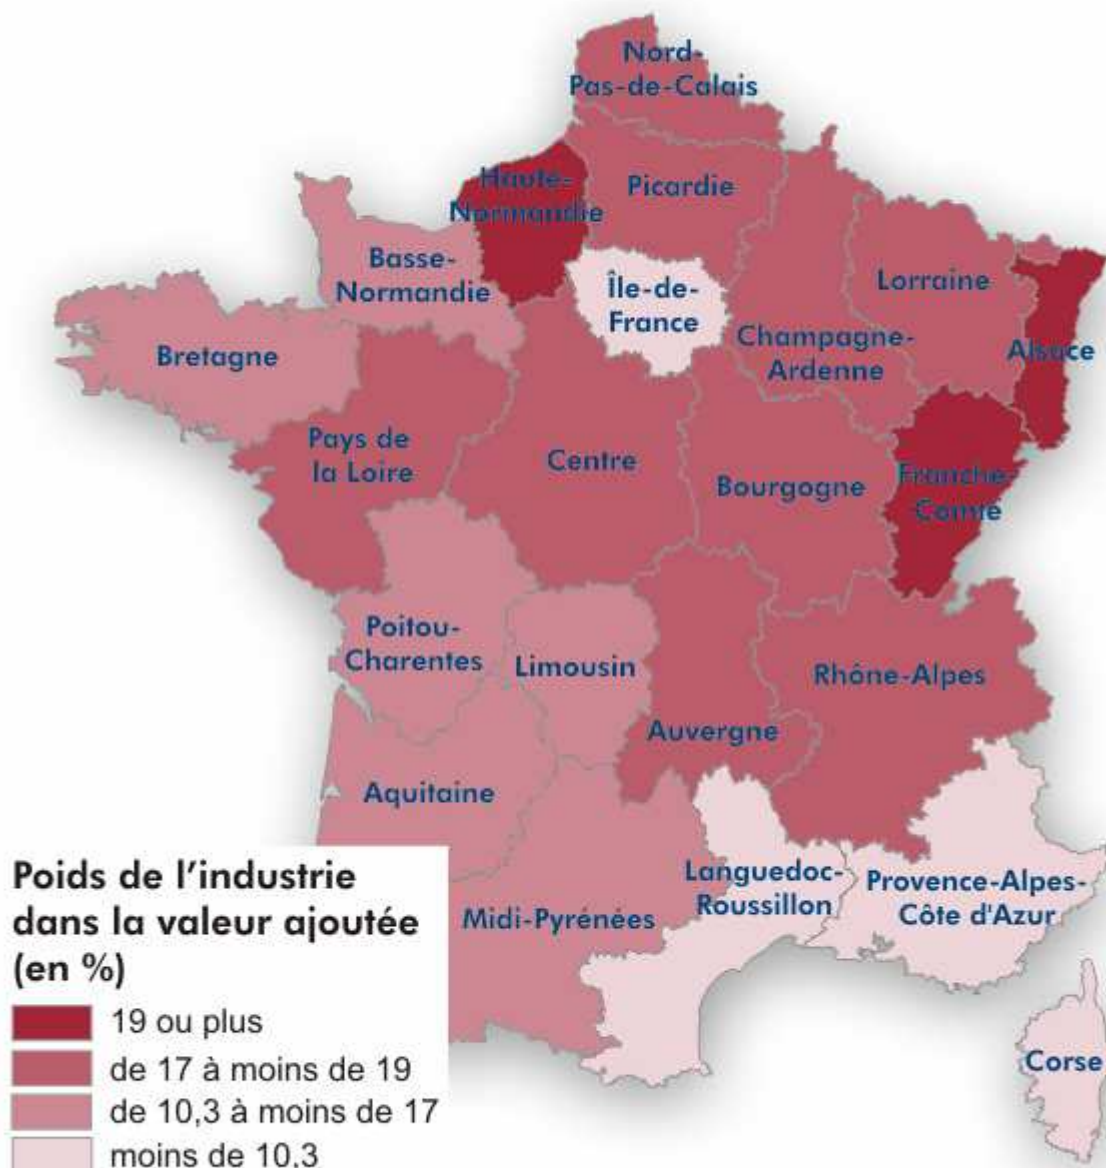 Nord-
Pas-de-Calais
Haute-
Normandie
Picardie
Basse-
Normandie
Île-de-
France
Lorraine
Champagne-
Ardenne
Alsace
Bretagne
Pays de
la Loire
Centre
Bourgogne
Franche-
Comté
Poitou-
Charentes
Limousin
Rhône-Alpes
Auvergne
Aquitaine
Midi-Pyrénées
Languedoc-
Roussillon
Provence-Alpes-
Côte d'Azur
Corse
Poids de l'industrie
dans la valeur ajoutée
(en %)
19 ou plus
de 17 à moins de 19
de 10,3 à moins de 17
moins de 10,3